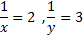 1/x = 2 , 1/y = 3